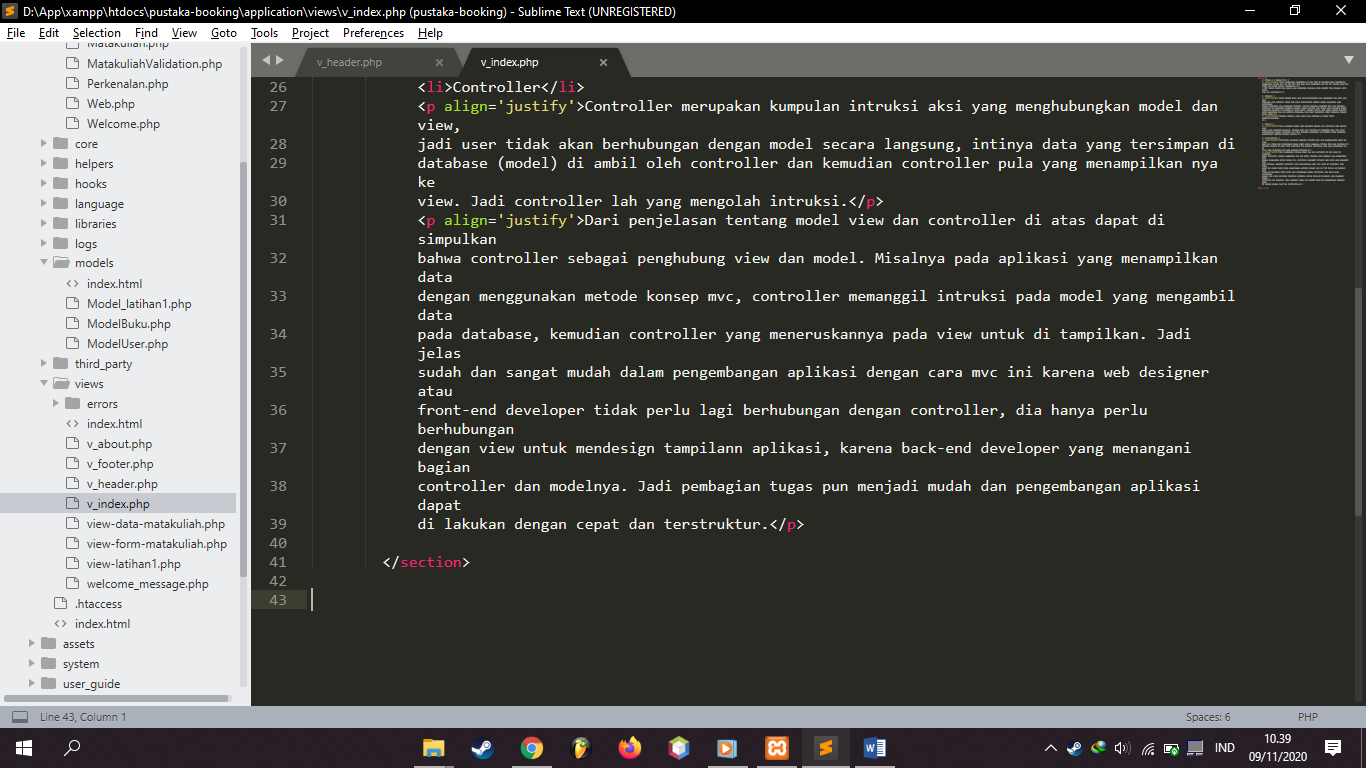 D:\App\xampp\htdocs\pustaka-booking\application\views\v_index.php (pustaka-booking) - Sublime Text (UNREGISTERED)
File Edit Selection Find View Goto Tools Project Preferences Help
Matakuliah.php
MatakuliahValidation.php
Perkenalan.php
Web.php
Welcome.php
core
helpers
hooks
language
libraries
logs
models
index.html
Model_latihan1.php
ModelBuku.php
ModelUser.php
third_party
views
errors
index.html
v_about.php
v_footer.php
v_header.php
v_index.php
view-data-matakuliah.php
view-form-matakuliah.php
view-latihan1.php
welcome_message.php
.htaccess
index.html
assets
system
user_guide
v_header.php v_index.php
26 <li>Controller</li>
27 <p align='justify'>Controller merupakan kumpulan intruksi aksi yang menghubungkan model dan
view,
28 jadi user tidak akan berhubungan dengan model secara langsung, intinya data yang tersimpan di
29 database (model) di ambil oleh controller dan kemudian controller pula yang menampilkan nya
ke
30 view. Jadi controller lah yang mengolah intruksi.</p>
31 <p align='justify'>Dari penjelasan tentang model view dan controller di atas dapat di
simpulkan
32 bahwa controller sebagai penghubung view dan model. Misalnya pada aplikasi yang menampilkan
data
33 dengan menggunakan metode konsep mvc, controller memanggil intruksi pada model yang mengambil
data
34 pada database, kemudian controller yang meneruskannya pada view untuk di tampilkan. Jadi
jelas
35 sudah dan sangat mudah dalam pengembangan aplikasi dengan cara mvc ini karena web designer
atau
36 front-end developer tidak perlu lagi berhubungan dengan controller, dia hanya perlu
berhubungan
37 dengan view untuk mendesign tampilann aplikasi, karena back-end developer yang menangani
bagian
38 controller dan modelnya. Jadi pembagian tugas pun menjadi mudah dan pengembangan aplikasi
dapat
39 di lakukan dengan cepat dan terstruktur.</p>
40
41 </section>
42
43
Line 43, Column 1 Spaces: 6 PHP
IND
10.39
09/11/2020